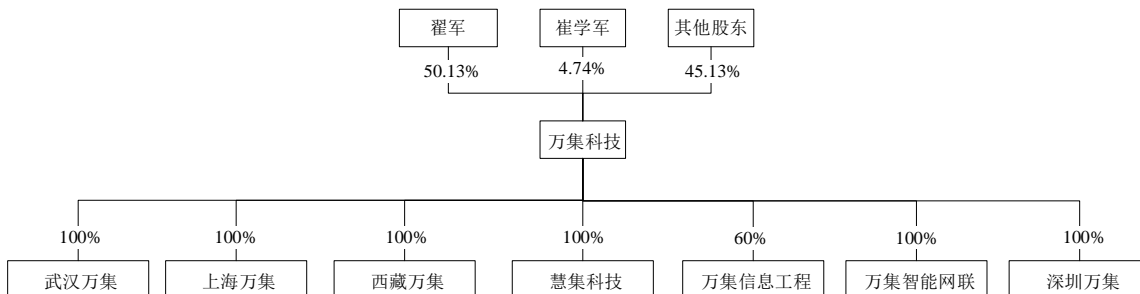 翟军 崔学军 其他股东
50.13% 4.74% 45.13%
万集科技
100% 100% 100% 100% 60% 100% 100%
武汉万集 上海万集 西藏万集 慧集科技 万集信息工程 万集智能网联 深圳万集